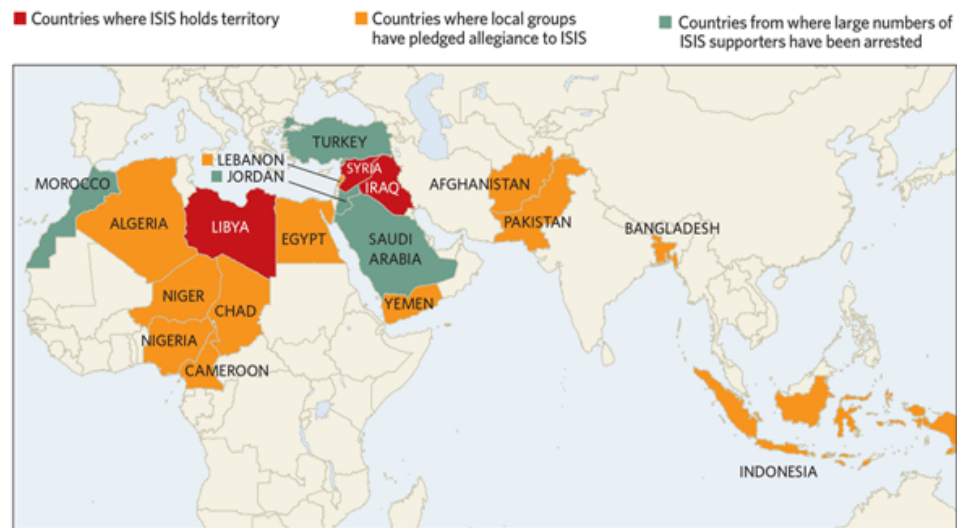 Countries where ISIS holds territory
Countries where local groups
have pledged allegiance to ISIS
Countries from where large numbers of
ISIS supporters have been arrested
TURKEY
LEBANON
JORDAN
SYRIA
IRAQ
MOROCCO
ALGERIA
LIBYA
EGYPT
SAUDI
ARABIA
AFGHANISTAN
PAKISTAN
BANGLADESH
NIGER
CHAD
YEMEN
NIGERIA
CAMEROON
INDONESIA